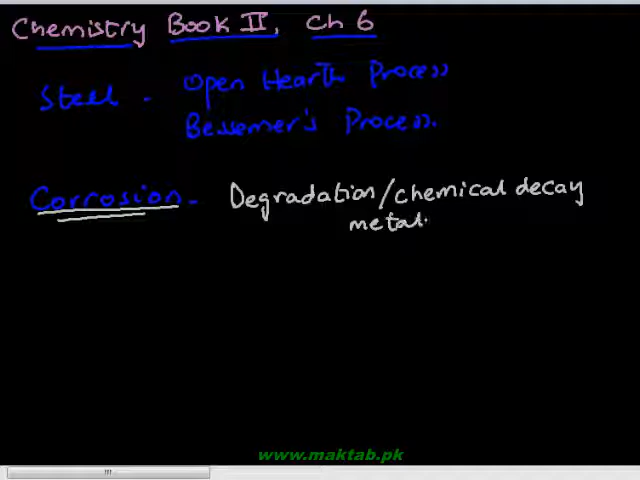 Chemistry Book II, Ch 6
Steel - Open Hearth Process
Bessemer's Process.
Corrosion - Degradation/chemical decay
metal.
www.maktab.pk